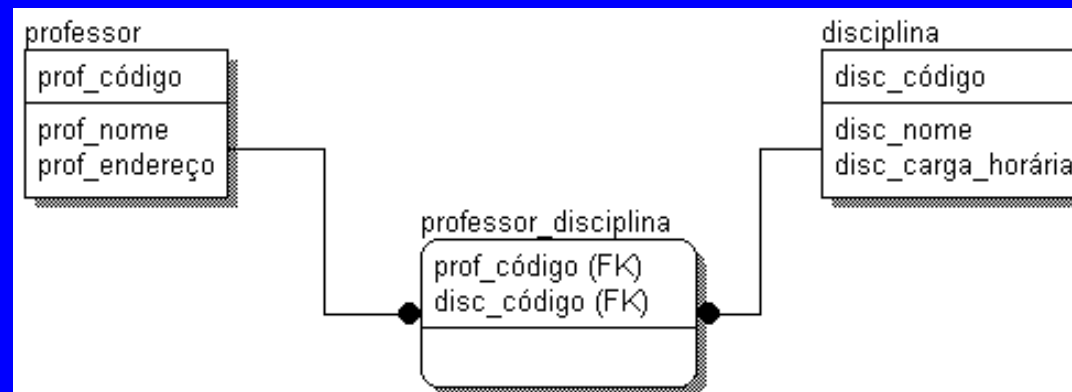 professor
prof_código
prof_nome
prof_endereço
disciplina
disc_código
disc_nome
disc_carga_horária
professor_disciplina
prof_código (FK)
disc_código (FK)